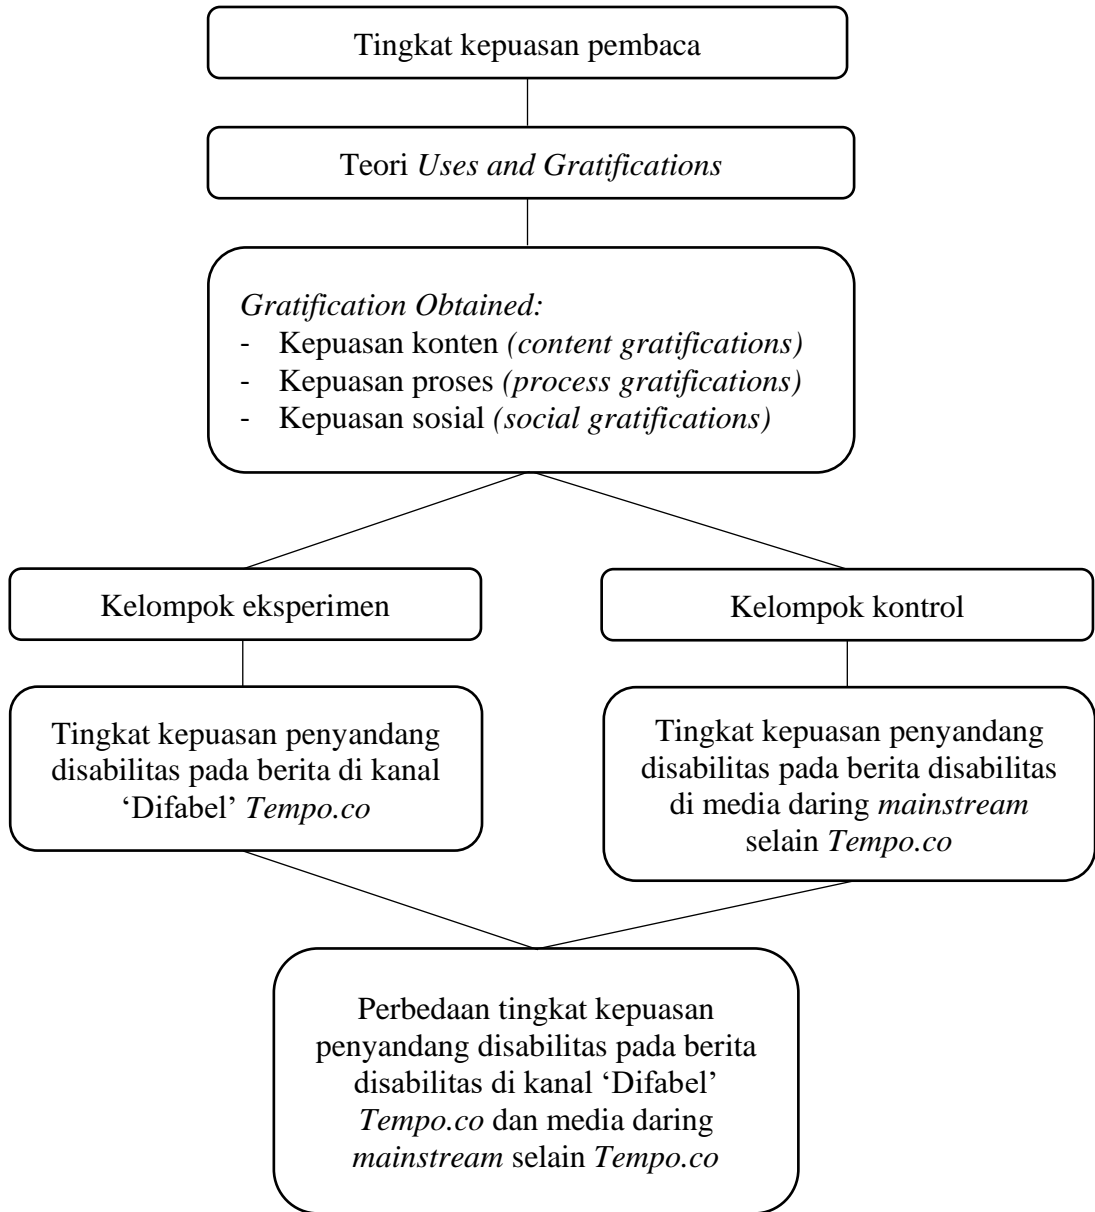 Tingkat kepuasan pembaca
Teori Uses and Gratifications
Gratification Obtained:
- Kepuasan konten (content gratifications)
- Kepuasan proses (process gratifications)
- Kepuasan sosial (social gratifications)
Kelompok eksperimen
Kelompok kontrol
Tingkat kepuasan penyandang
disabilitas pada berita di kanal
‘Difabel’ Tempo.co
Tingkat kepuasan penyandang
disabilitas pada berita disabilitas
di media daring mainstream
selain Tempo.co
Perbedaan tingkat kepuasan
penyandang disabilitas pada berita
disabilitas di kanal ‘Difabel’
Tempo.co dan media daring
mainstream selain Tempo.co